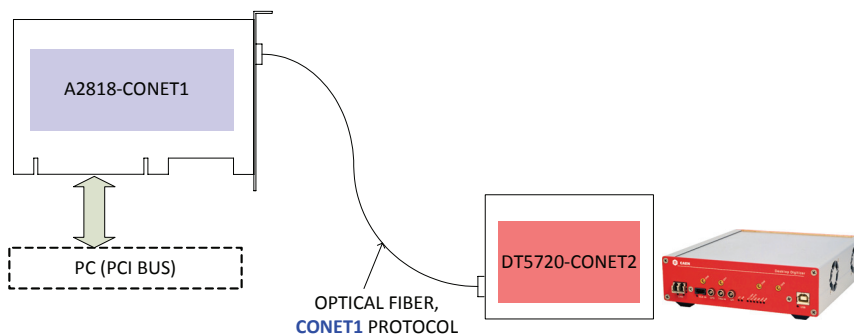 A2818-CONET1
PC (PCI BUS)
OPTICAL FIBER,
CONET1 PROTOCOL
DT5720-CONET2